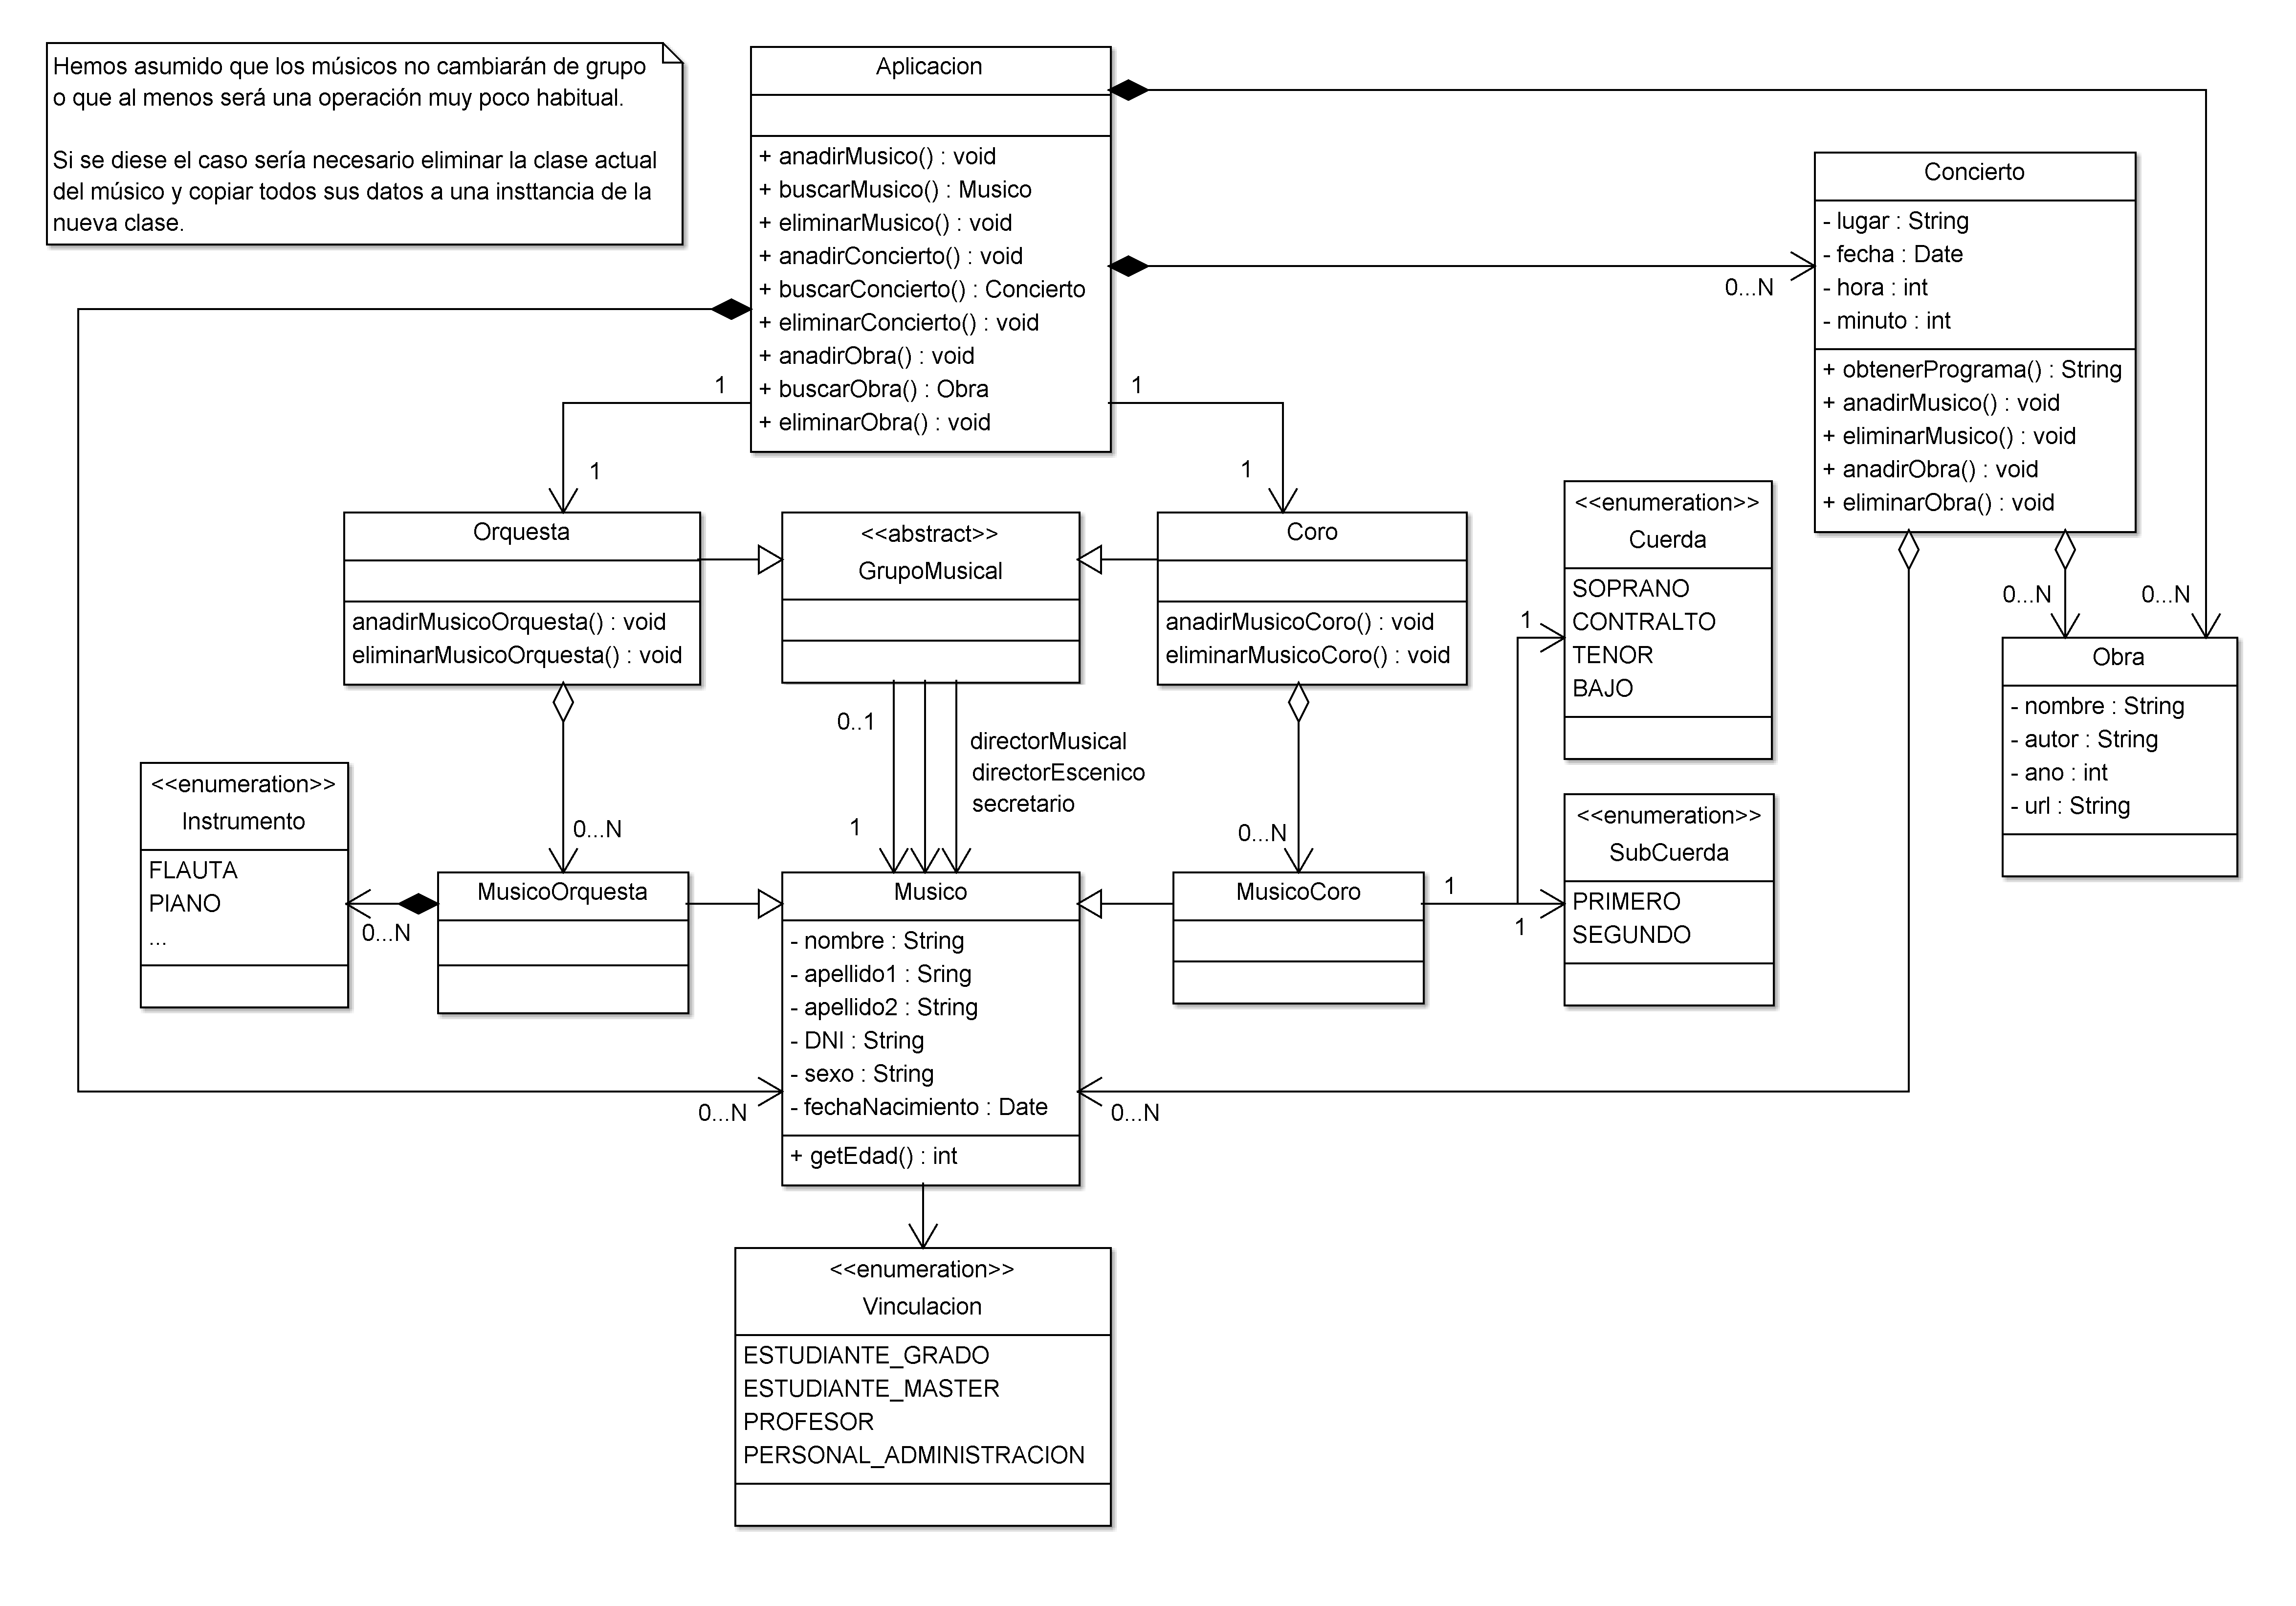 Hemos asumido que los músicos no cambiarán de grupo
o que al menos será una operación muy poco habitual.
Si se diese el caso sería necesario eliminar la clase actual
del músico y copiar todos sus datos a una insttancia de la
nueva clase.
Aplicacion
+ anadirMusico() : void
+ buscarMusico() : Musico
+ eliminarMusico() : void
+ anadirConcierto() : void
+ buscarConcierto() : Concierto
+ eliminarConcierto() : void
+ anadirObra() : void
+ buscarObra() : Obra
+ eliminarObra() : void
Concierto
- lugar : String
- fecha : Date
- hora : int
- minuto : int
+ obtenerPrograma() : String
+ anadirMusico() : void
+ eliminarMusico() : void
+ anadirObra() : void
+ eliminarObra() : void
0...N
1
1
1
1
Orquesta
anadirMusicoOrquesta() : void
eliminarMusicoOrquesta() : void
<<abstract>>
GrupoMusical
Coro
anadirMusicoCoro() : void
eliminarMusicoCoro() : void
<<enumeration>>
Cuerda
SOPRANO
CONTRALTO
TENOR
BAJO
1
0...N
0...N
Obra
- nombre : String
- autor : String
- ano : int
- url : String
0..1
directorMusical
directorEscenico
secretario
1
0...N
0...N
<<enumeration>>
Instrumento
FLAUTA
PIANO
...
0...N
MusicoOrquesta
Musico
- nombre : String
- apellido1 : Sring
- apellido2 : String
- DNI : String
- sexo : String
- fechaNacimiento : Date
+ getEdad() : int
MusicoCoro
1
1
<<enumeration>>
SubCuerda
PRIMERO
SEGUNDO
0...N
0...N
<<enumeration>>
Vinculacion
ESTUDIANTE_GRADO
ESTUDIANTE_MASTER
PROFESOR
PERSONAL_ADMINISTRACION